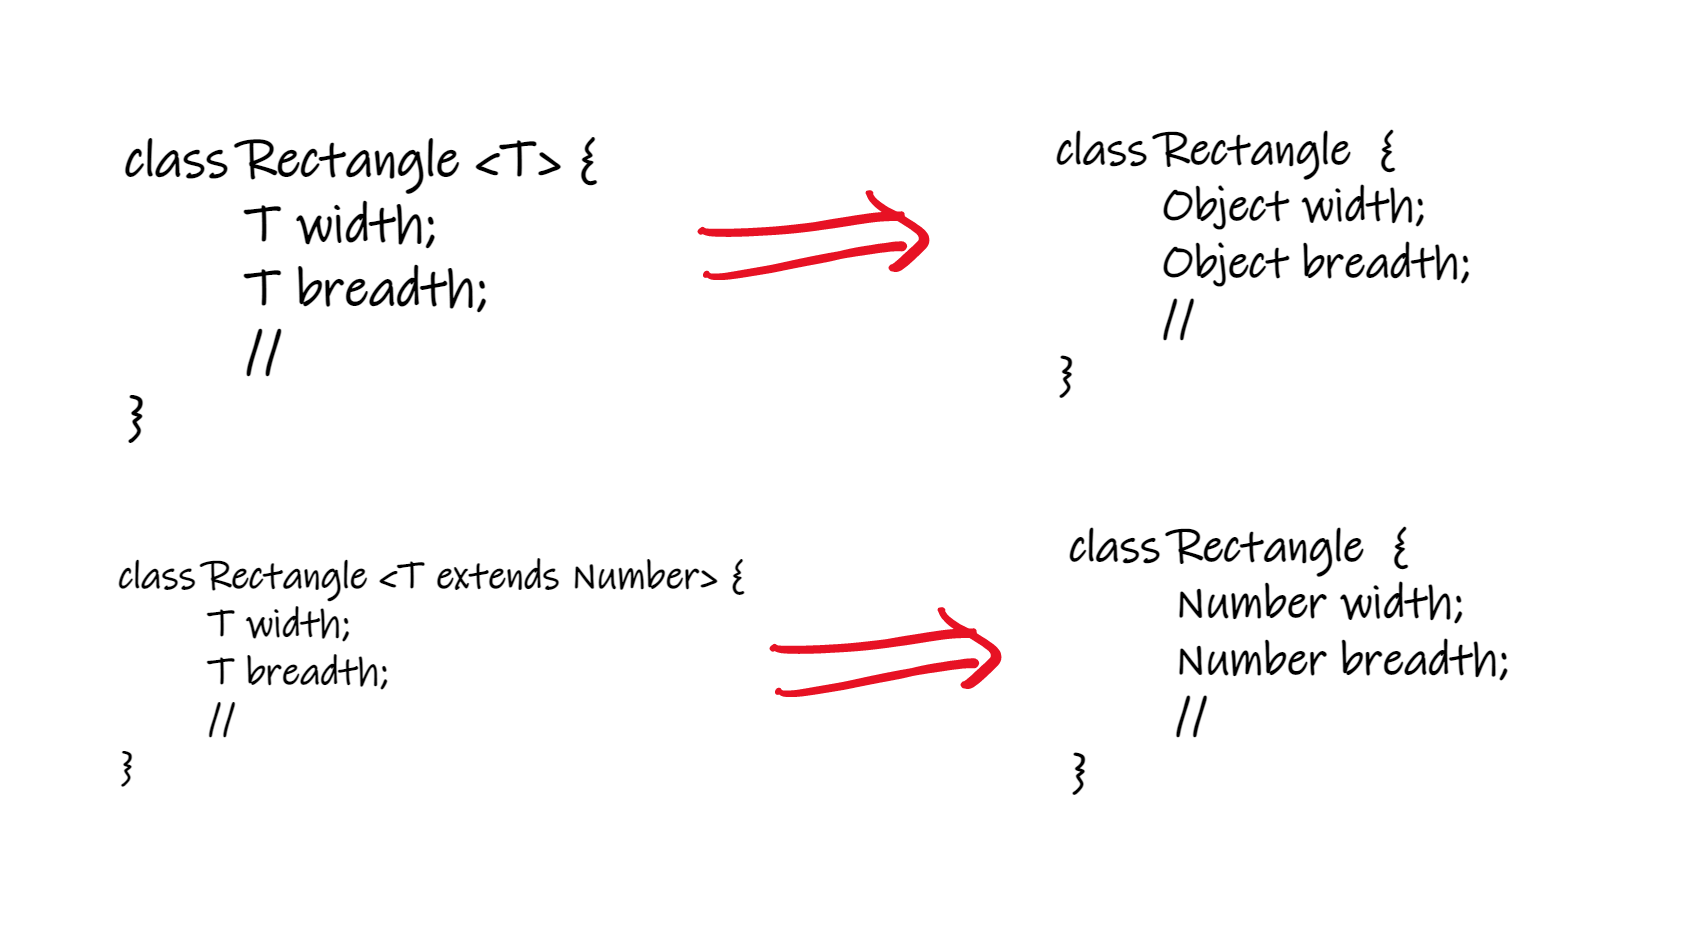 class Rectangle <T> {
T width;
T breadth;
//
}
class Rectangle {
Object width;
Object breadth;
//
}
class Rectangle <T extends Number> {
T width;
T breadth;
//
}
class Rectangle {
Number width;
Number breadth;
//
}